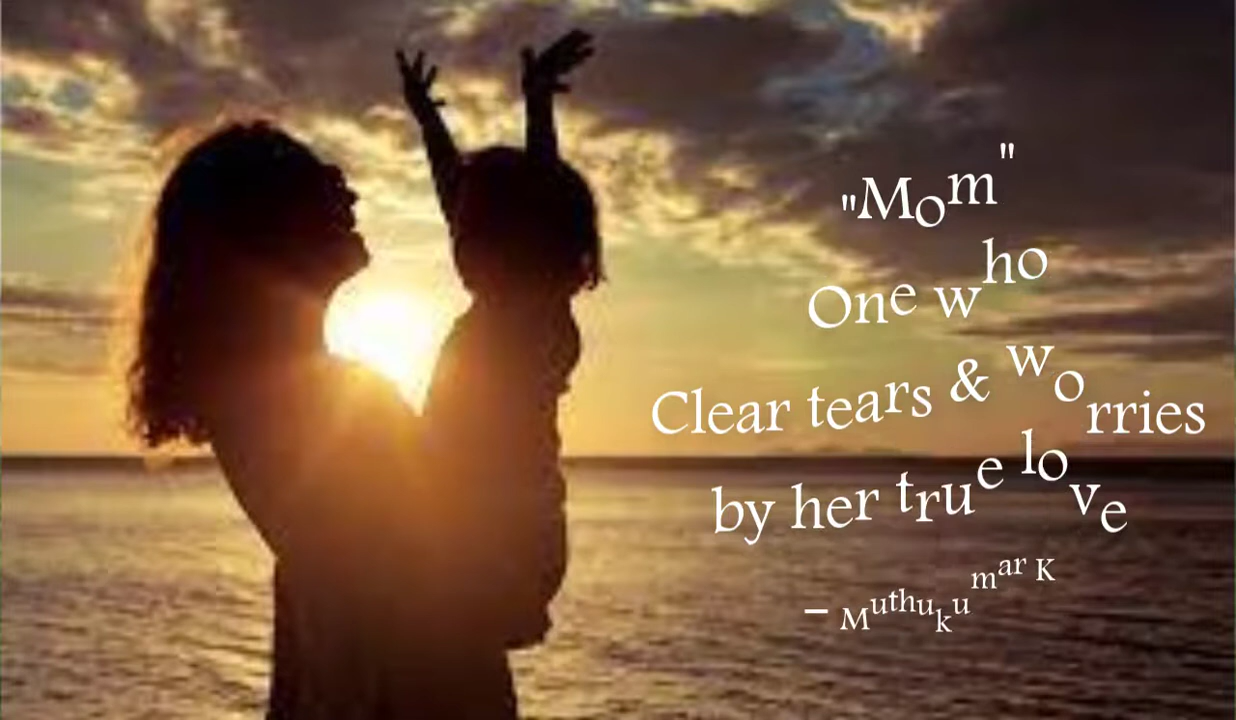 "Mom"
One who
Clear tears & worries
by her true love
– Muthukumar K